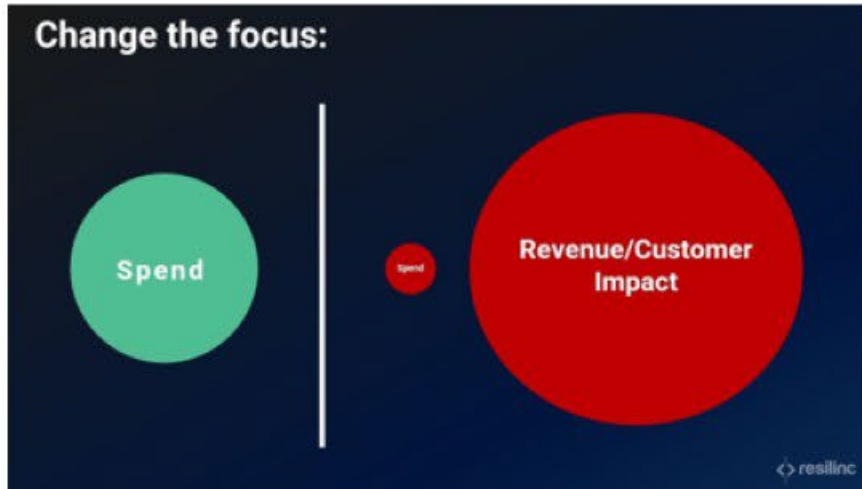 Change the focus:
Spend
Spend
Revenue/Customer
Impact
resilinc